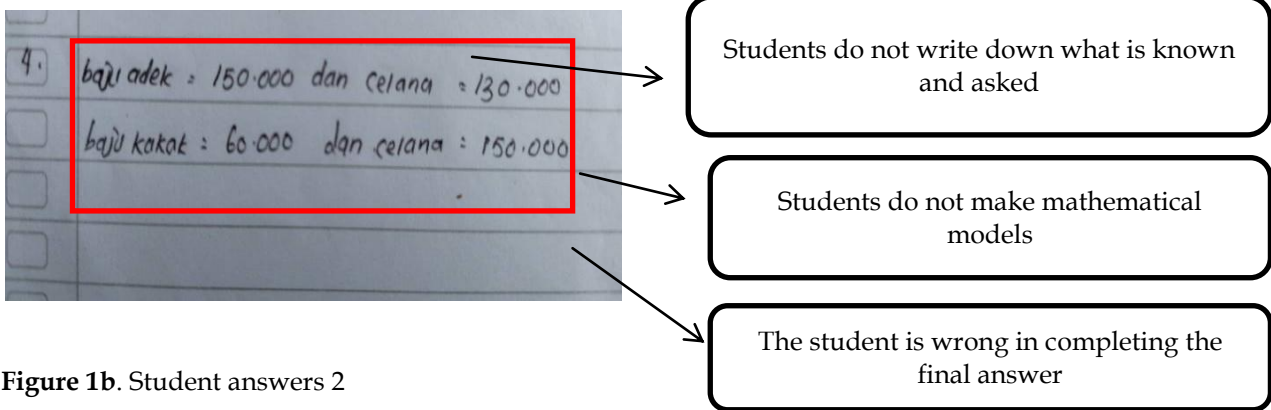 4.
baju adek = 150.000 dan celana = 130.000
baju kakak = 60.000 dan celana = 150.000
Students do not write down what is known
and asked
Students do not make mathematical
models
The student is wrong in completing the
final answer
Figure 1b. Student answers 2